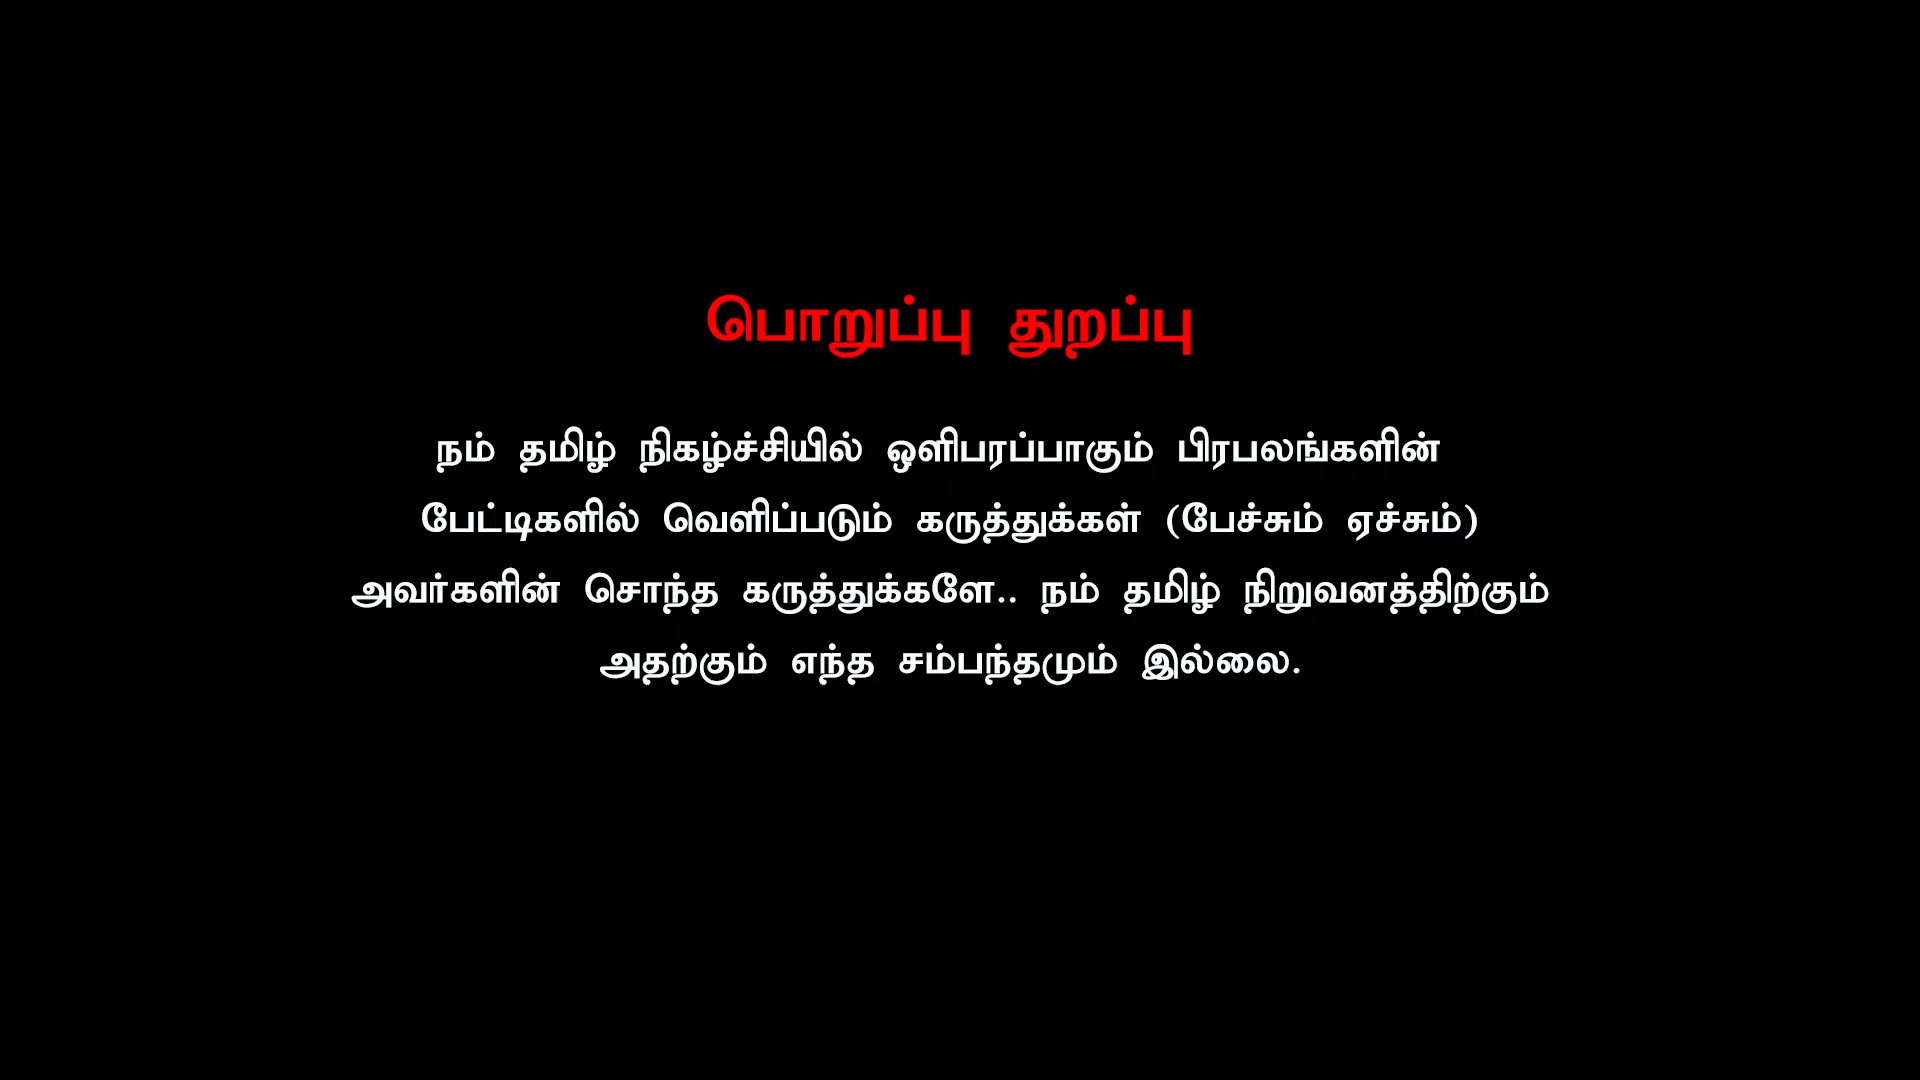 பொறுப்பு துறப்பு
நம் தமிழ் நிகழ்ச்சியில் ஒளிபரப்பாகும் பிரபலங்களின்
பேட்டிகளில் வெளிப்படும் கருத்துக்கள் (பேச்சும் ஏச்சும்)
அவர்களின் சொந்த கருத்துக்களே.. நம் தமிழ் நிறுவனத்திற்கும்
அதற்கும் எந்த சம்பந்தமும் இல்லை.